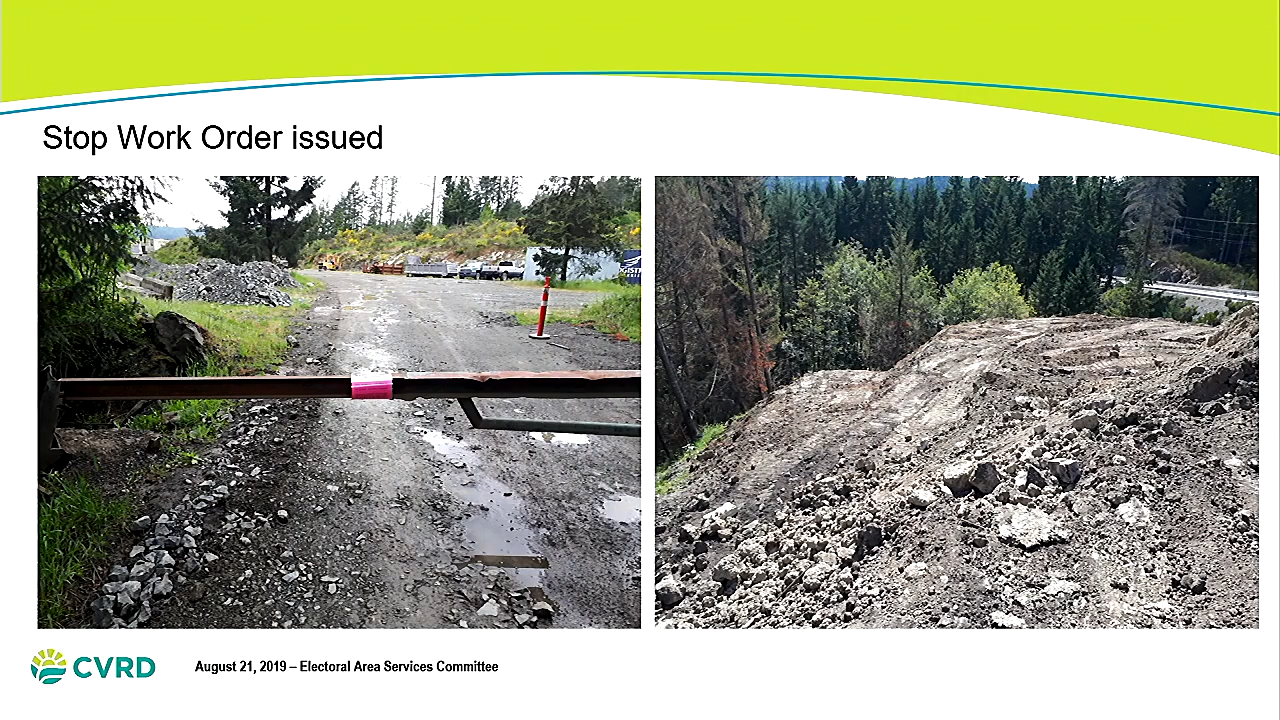 Stop Work Order issued
CVRD
August 21, 2019 – Electoral Area Services Committee